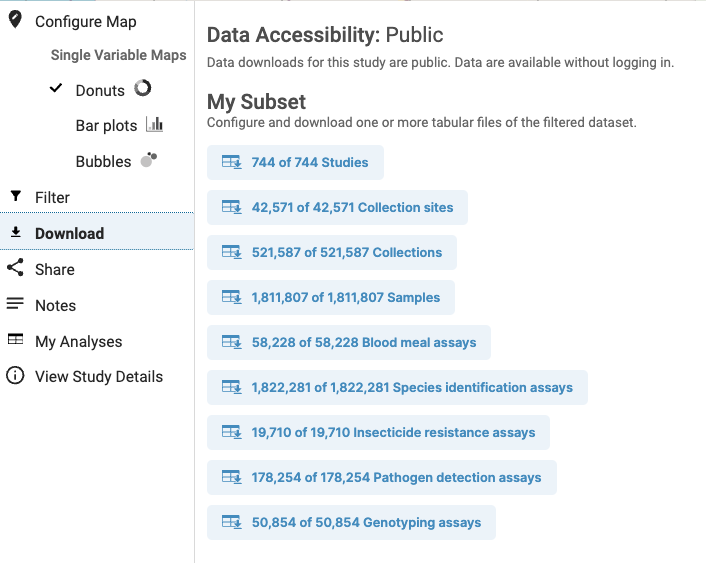 Configure Map
Single Variable Maps
Donuts
Bar plots
Bubbles
Filter
Download
Share
Notes
My Analyses
View Study Details
Data Accessibility: Public
Data downloads for this study are public. Data are available without logging in.
My Subset
Configure and download one or more tabular files of the filtered dataset.
744 of 744 Studies
42,571 of 42,571 Collection sites
521,587 of 521,587 Collections
1,811,807 of 1,811,807 Samples
58,228 of 58,228 Blood meal assays
1,822,281 of 1,822,281 Species identification assays
19,710 of 19,710 Insecticide resistance assays
178,254 of 178,254 Pathogen detection assays
50,854 of 50,854 Genotyping assays